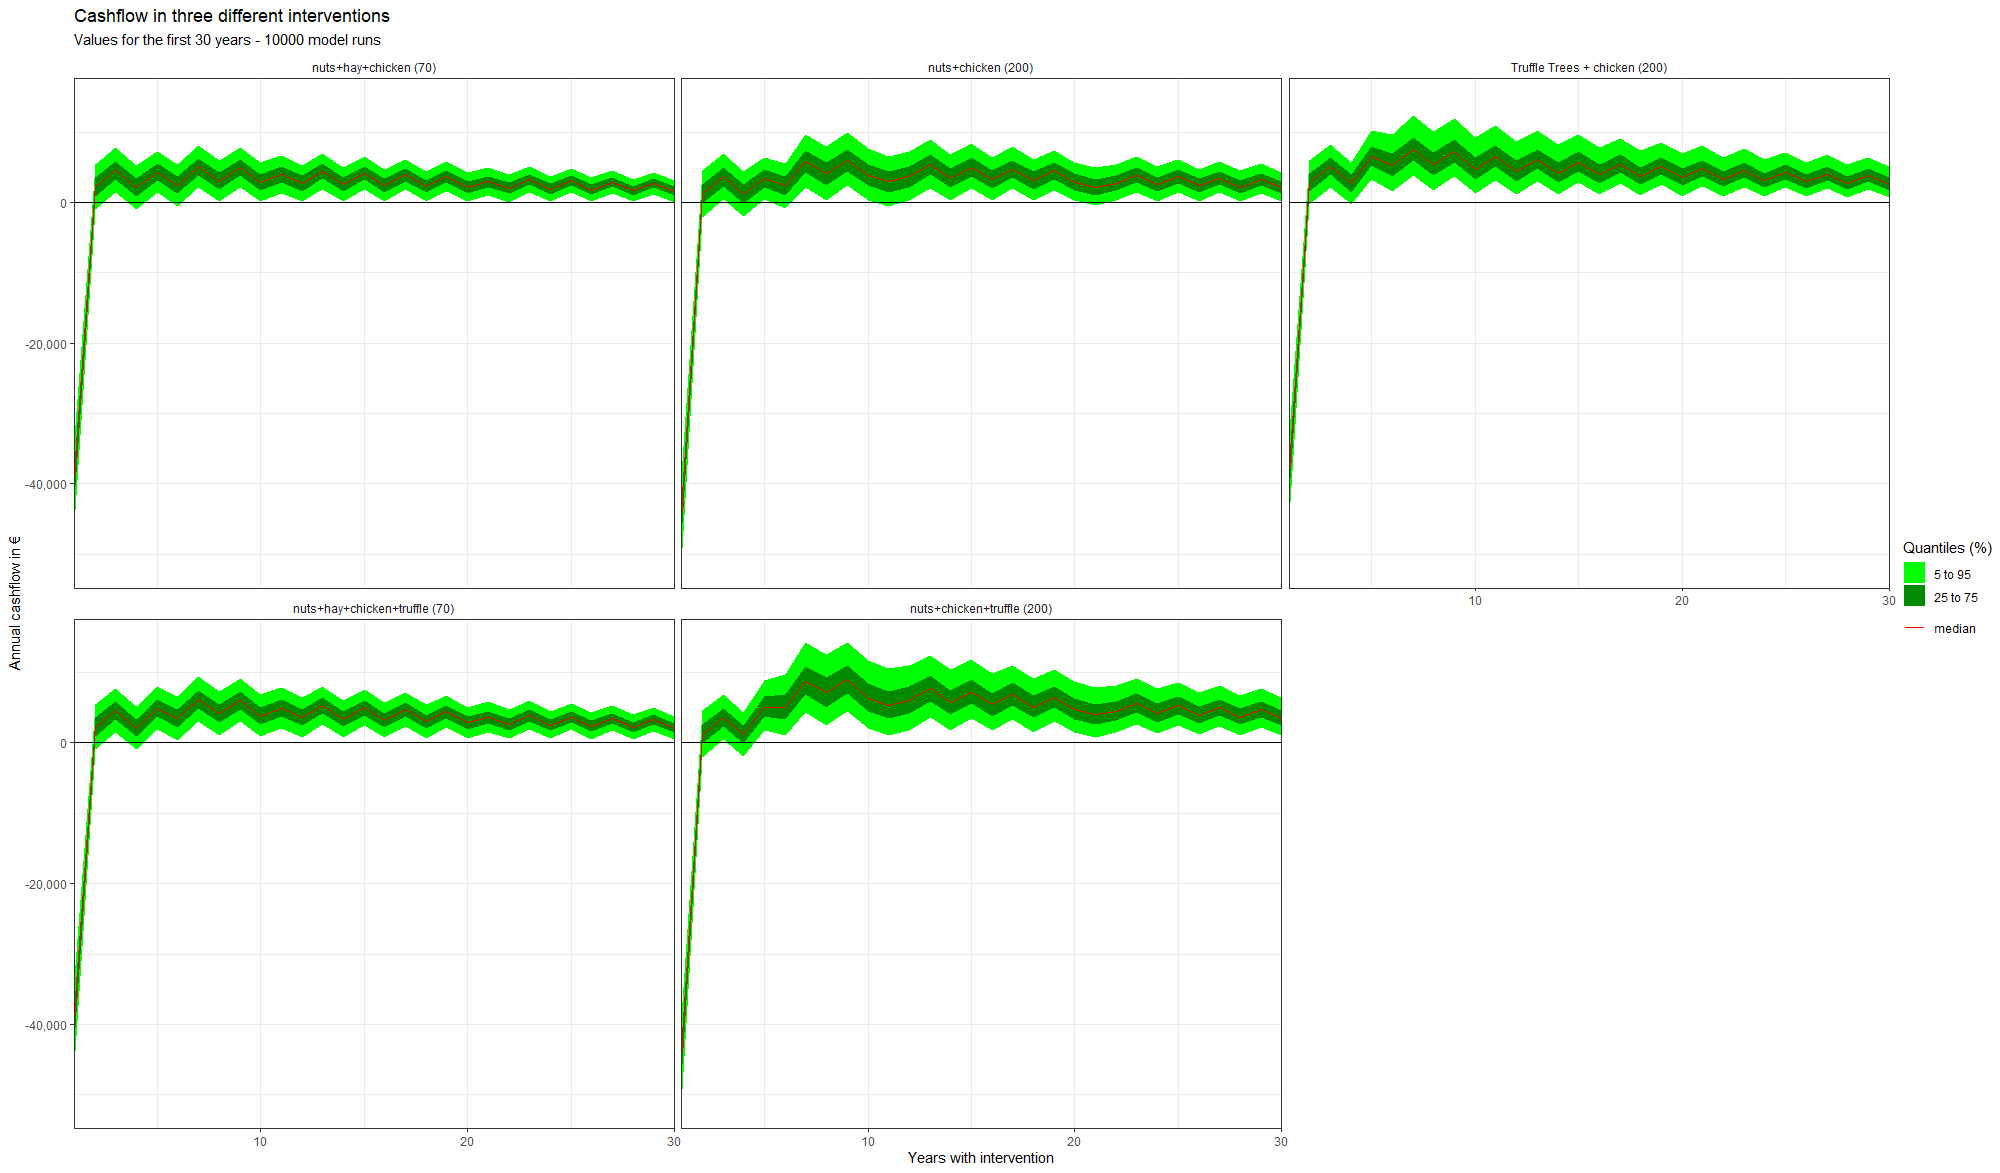 Cashflow in three different interventions
Values for the first 30 years - 10000 model runs
nuts+hay+chicken (70)
nuts+chicken (200)
Truffle Trees + chicken (200)
0
-20,000
-40,000
10
20
30
nuts+hay+chicken+truffle (70)
nuts+chicken+truffle (200)
0
-20,000
-40,000
10
20
30
10
20
30
Annual cashflow in €
Years with intervention
Quantiles (%)
5 to 95
25 to 75
median